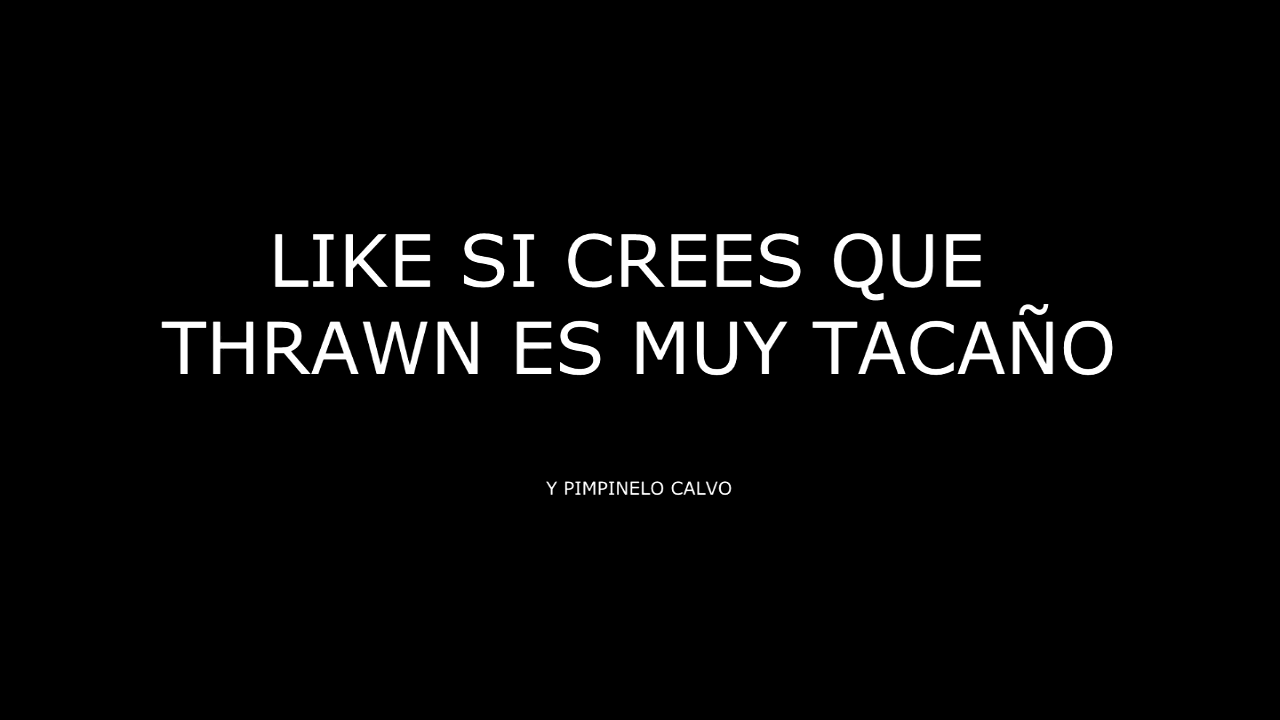 LIKE SI CREES QUE
THRAWN ES MUY TACAÑO
Y PIMPINELO CALVO